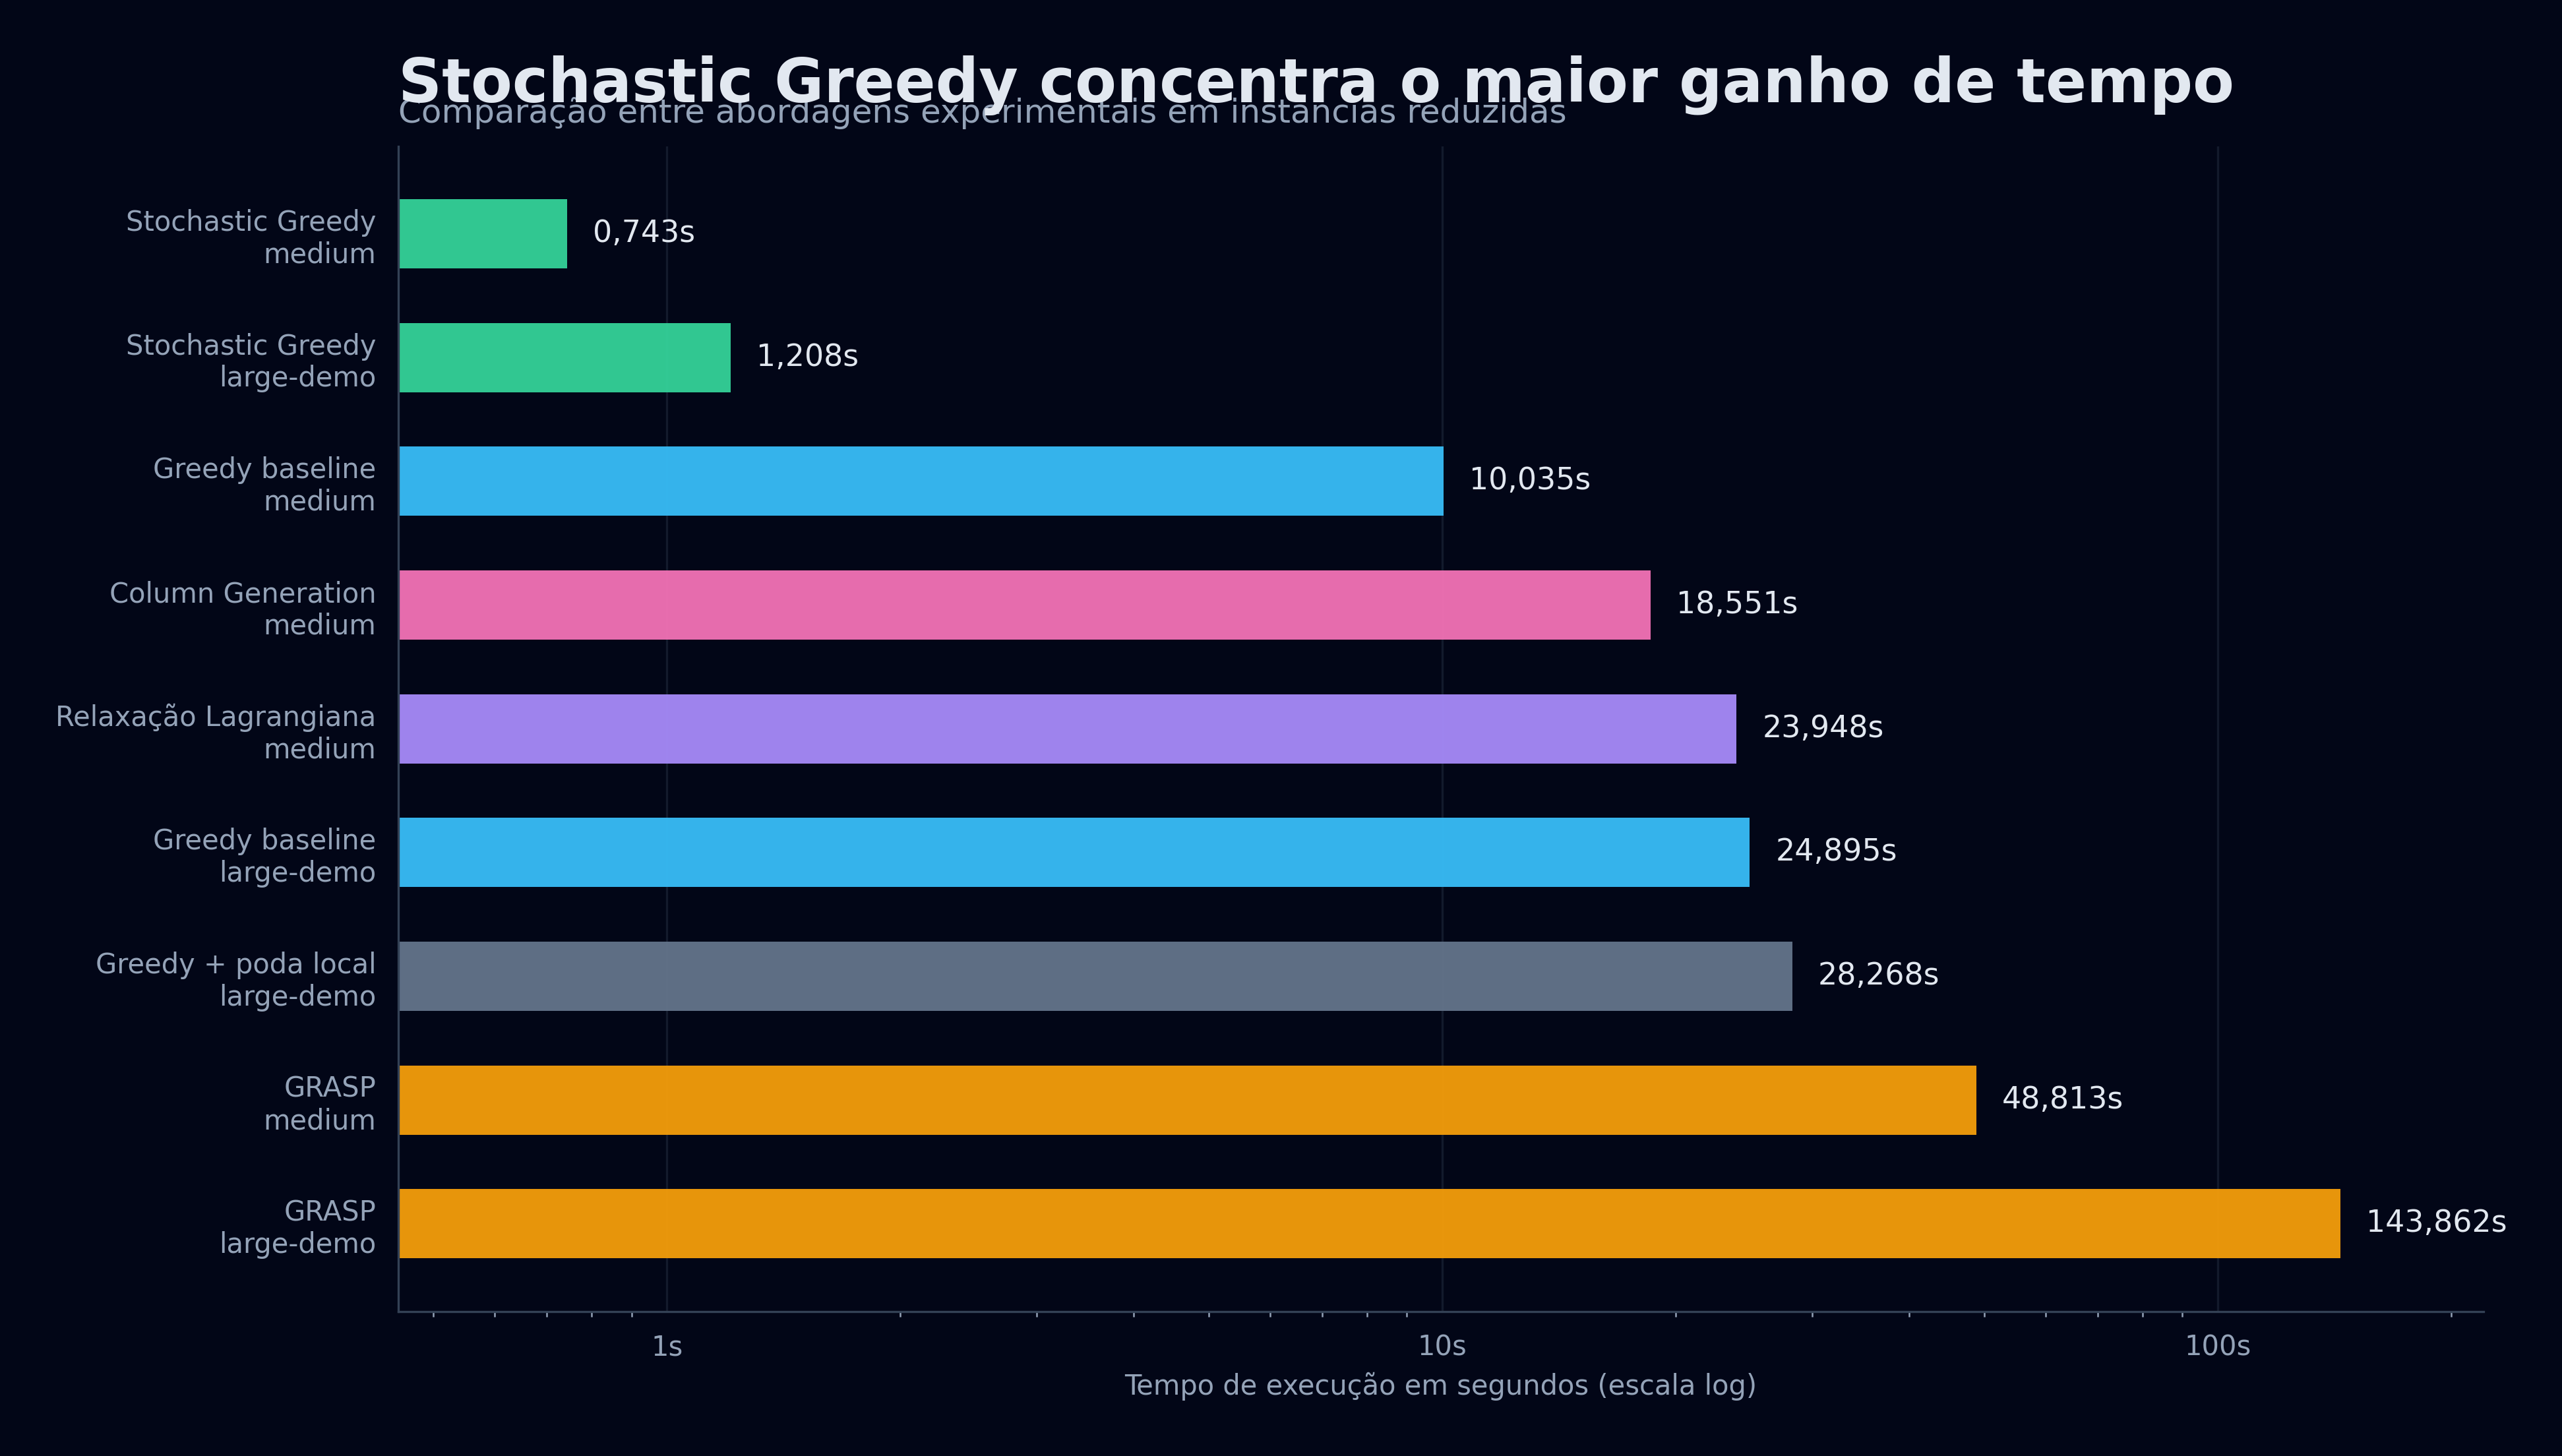 Stochastic Greedy concentra o maior ganho de tempo
Comparação entre abordagens experimentais em instâncias reduzidas
Stochastic Greedy
medium
0,743s
Stochastic Greedy
large-demo
1,208s
Greedy baseline
medium
10,035s
Column Generation
medium
18,551s
Relaxação Lagrangiana
medium
23,948s
Greedy baseline
large-demo
24,895s
Greedy + poda local
large-demo
28,268s
GRASP
medium
48,813s
GRASP
large-demo
143,862s
1s 10s 100s
Tempo de execução em segundos (escala log)